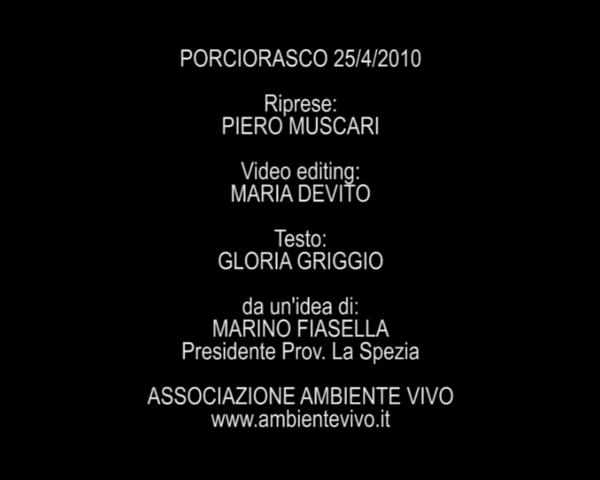 PORCIORASCO 25/4/2010
Riprese:
PIERO MUSCARI
Video editing:
MARIA DEVITO
Testo:
GLORIA GRIGGIO
da un'idea di:
MARINO FIASELLA
Presidente Prov. La Spezia
ASSOCIAZIONE AMBIENTE VIVO
www.ambientevivo.it